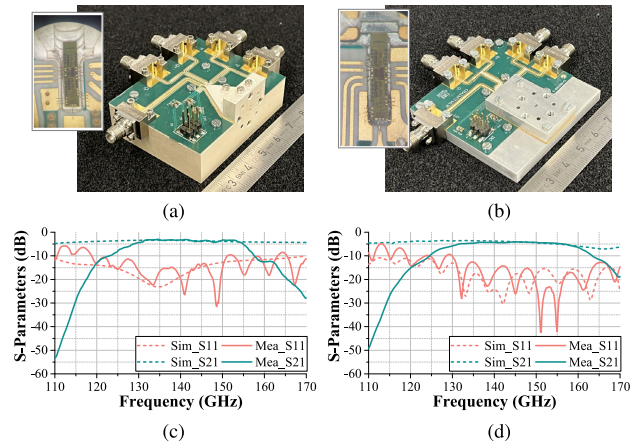 (a)
(b)
0
-10
-20
-30
-40
-50
-60
S-Parameters (dB)
Sim_S11
Mea_S11
Sim_S21
Mea_S21
110
120
130
140
150
160
170
Frequency (GHz)
(c)
0
-10
-20
-30
-40
-50
-60
S-Parameters (dB)
Sim_S11
Mea_S11
Sim_S21
Mea_S21
110
120
130
140
150
160
170
Frequency (GHz)
(d)